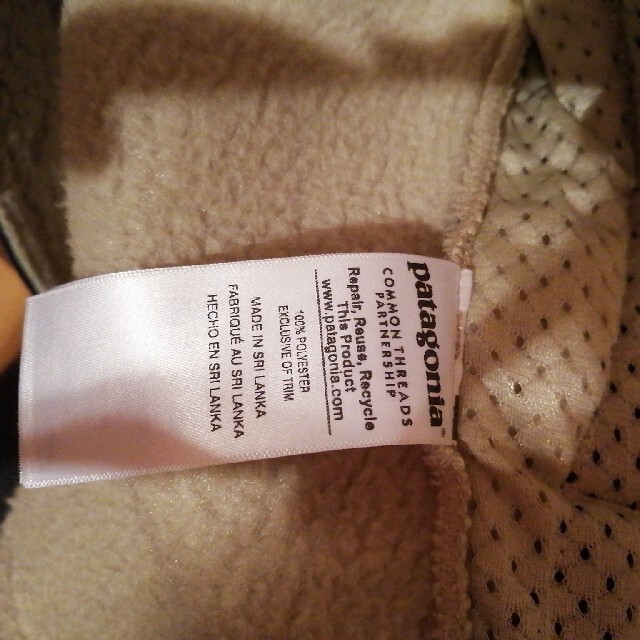 patagonia™
COMMON THREADS
PARTNERSHIP
Repair, Reuse, Recycle
This Product
www.patagonia.com
100% POLYESTER
EXCLUSIVE OF TRIM
MADE IN SRI LANKA
FABRIQUÉ AU SRI LANKA
HECHO EN SRI LANKA